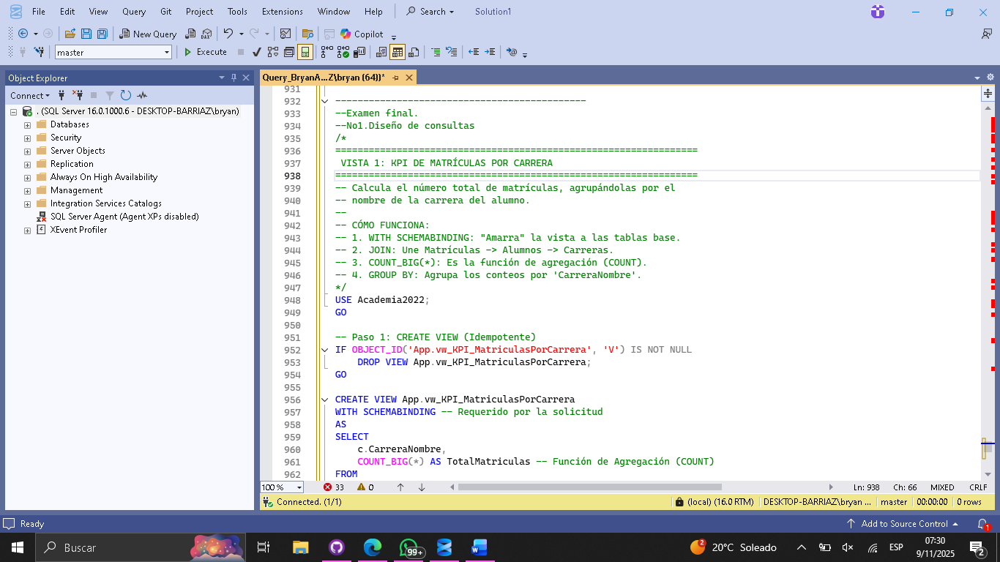 File Edit View Query Git Project Tools Extensions Window Help Search Solution1
New Query Copilot
master Execute
Object Explorer
Query_BryanA...Z\bryan (64))*
Connect
. (SQL Server 16.0.1000.6 - DESKTOP-BARRIAZ\bryan)
Databases
Security
Server Objects
Replication
Always On High Availability
Management
Integration Services Catalogs
SQL Server Agent (Agent XPs disabled)
XEvent Profiler
931
932 ---------------------------------------------
933 --Examen final.
934 --No1.Diseño de consultas
935 /*
936 =================================================================
937 VISTA 1: KPI DE MATRÍCULAS POR CARRERA
938 =================================================================
939 -- Calcula el número total de matrículas, agrupándolas por el
940 -- nombre de la carrera del alumno.
941 --
942 -- CÓMO FUNCIONA:
943 -- 1. WITH SCHEMABINDING: "Amarra" la vista a las tablas base.
944 -- 2. JOIN: Une Matrículas -> Alumnos -> Carreras.
945 -- 3. COUNT_BIG(*): Es la función de agregación (COUNT).
946 -- 4. GROUP BY: Agrupa los conteos por 'CarreraNombre'.
947 */
948 USE Academia2022;
949 GO
950
951 -- Paso 1: CREATE VIEW (Idempotente)
952 IF OBJECT_ID('App.vw_KPI_MatriculasPorCarrera', 'V') IS NOT NULL
953 DROP VIEW App.vw_KPI_MatriculasPorCarrera;
954 GO
955
956 CREATE VIEW App.vw_KPI_MatriculasPorCarrera
957 WITH SCHEMABINDING -- Requerido por la solicitud
958 AS
959 SELECT
960 c.CarreraNombre,
961 COUNT_BIG(*) AS TotalMatriculas -- Función de Agregación (COUNT)
962 FROM
100 % 33 0 Ln: 938 Ch: 66 MIXED CRLF
Connected. (1/1) (local) (16.0 RTM) DESKTOP-BARRIAZ\bryan ... master 00:00:00 0 rows
Ready Add to Source Control 1
Buscar 99+ 2 20°C Soleado ESP 07:30
9/11/2025 2